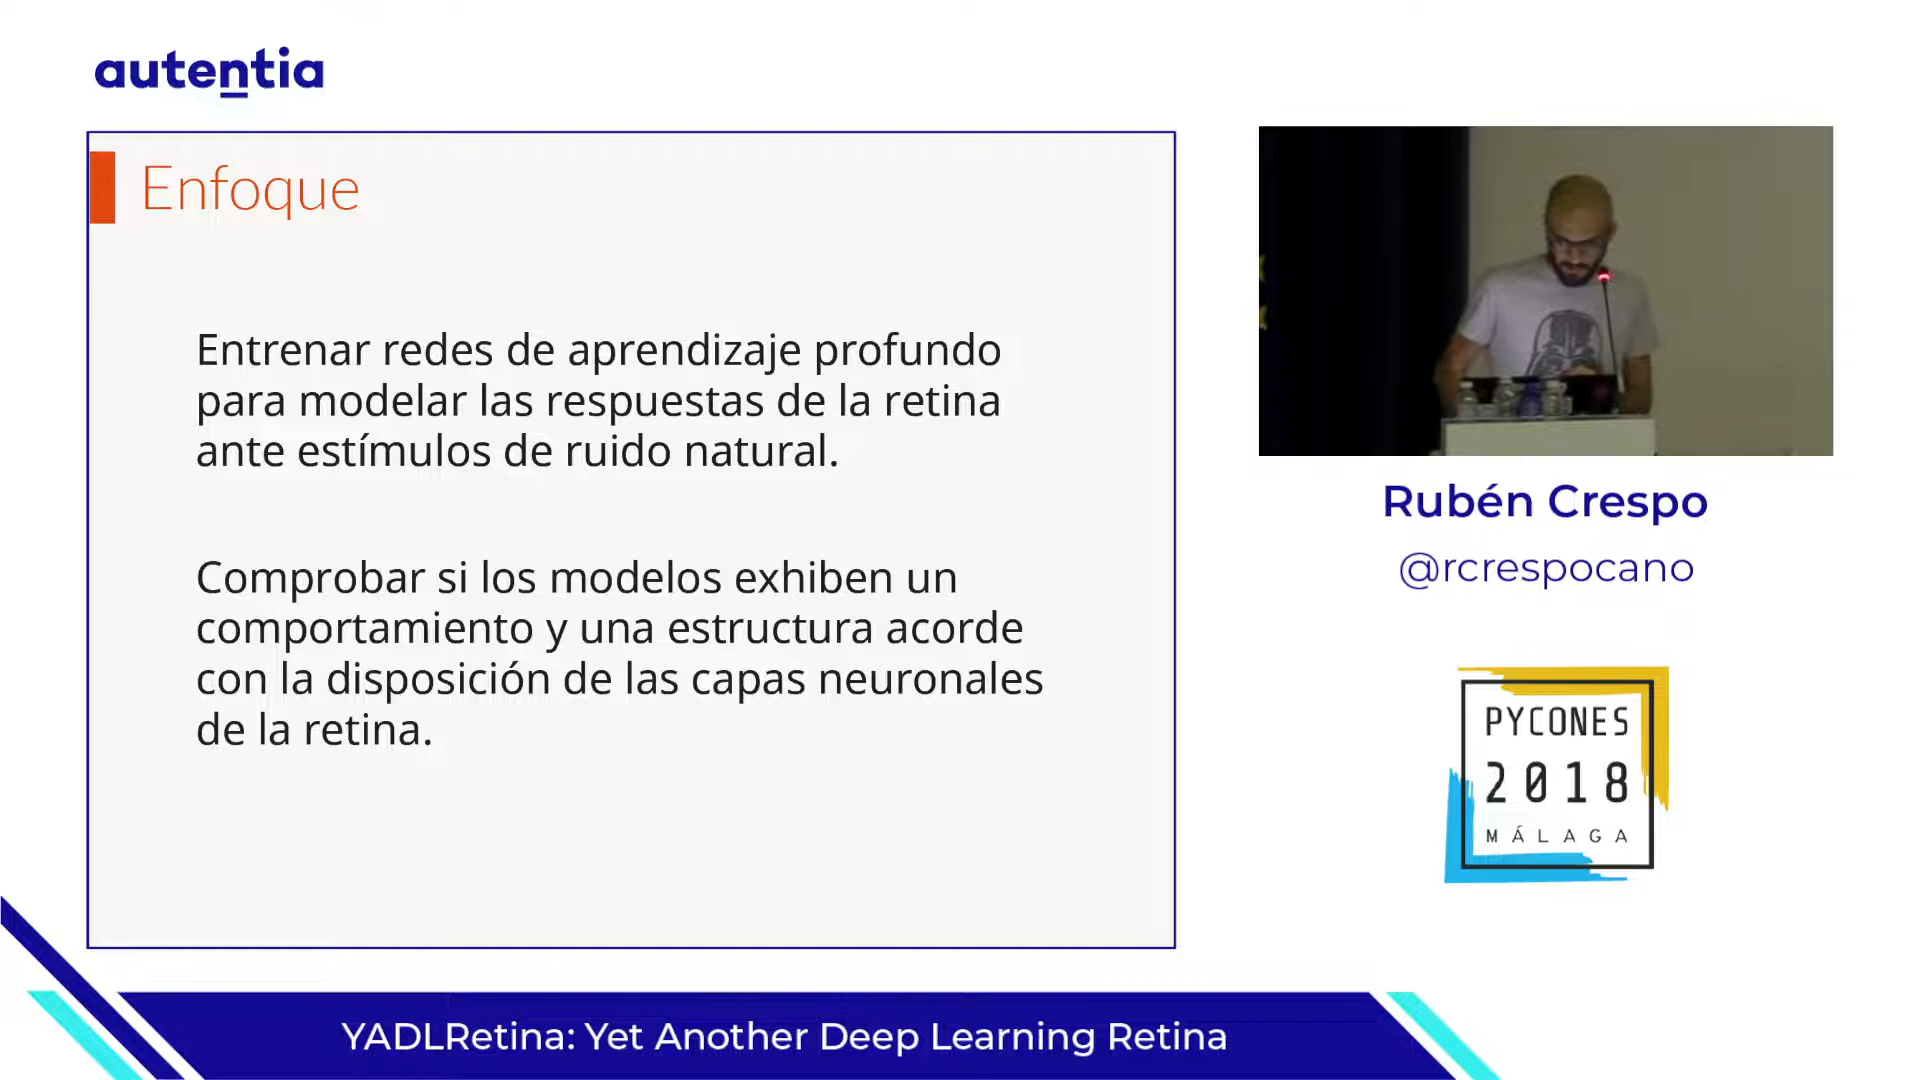 autentia
Enfoque
Entrenar redes de aprendizaje profundo
para modelar las respuestas de la retina
ante estímulos de ruido natural.
Comprobar si los modelos exhiben un
comportamiento y una estructura acorde
con la disposición de las capas neuronales
de la retina.
Rubén Crespo
@rcrespocano
PYCONES
2018
MÁLAGA
YADLRetina: Yet Another Deep Learning Retina